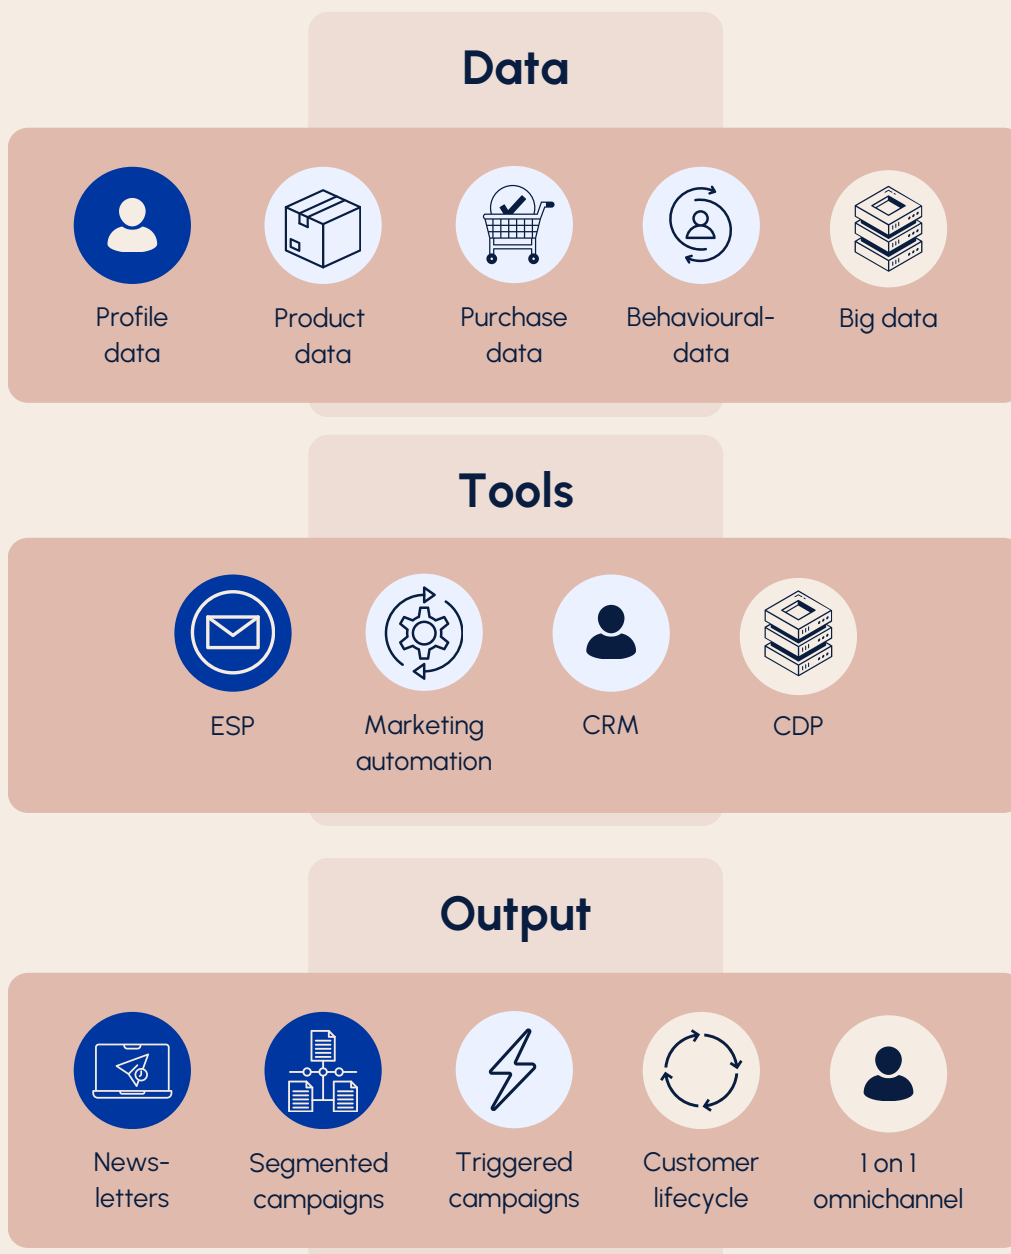 Data
Profile
data
Product
data
Purchase
data
Behavioural-
data
Big data
Tools
ESP
Marketing
automation
CRM
CDP
Output
News-
letters
Segmented
campaigns
Triggered
campaigns
Customer
lifecycle
1 on 1
omnichannel